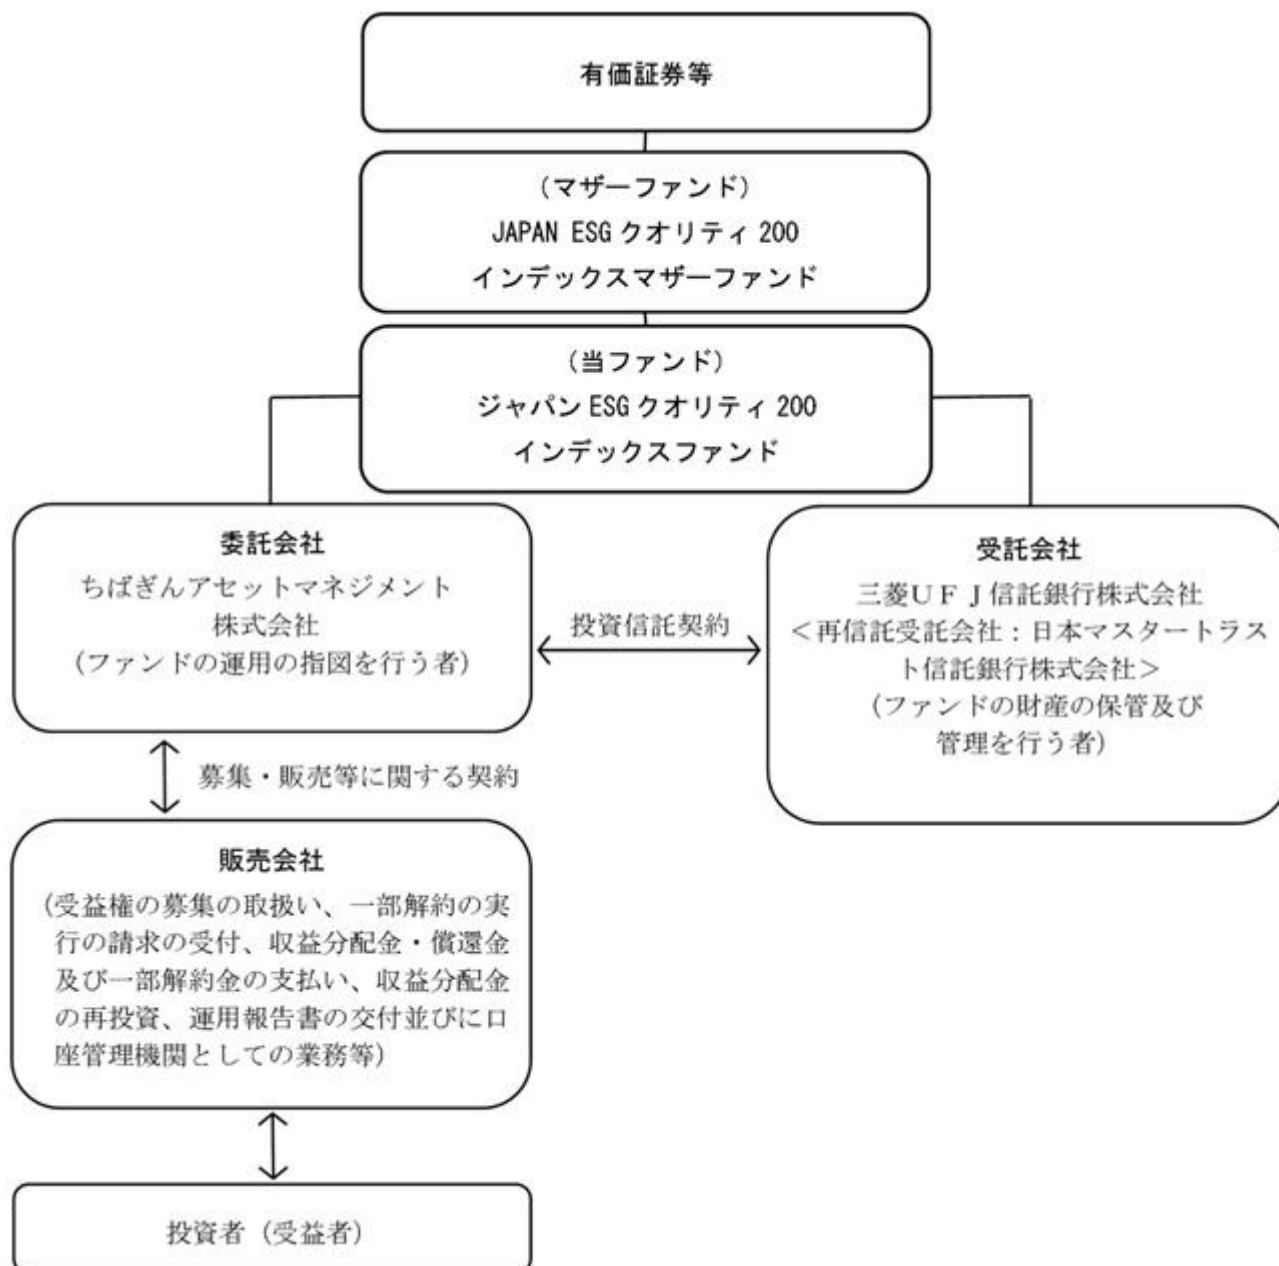 有価証券等
（マザーファンド）
JAPAN ESG クオリティ 200
インデックスマザーファンド
（当ファンド）
ジャパン ESG クオリティ 200
インデックスファンド
委託会社
ちばぎんアセットマネジメント
株式会社
（ファンドの運用の指図を行う者）
投資信託契約
受託会社
三菱ＵＦＪ信託銀行株式会社
＜再信託受託会社：日本マスタートラス
ト信託銀行株式会社＞
（ファンドの財産の保管及び
管理を行う者）
募集・販売等に関する契約
販売会社
（受益権の募集の取扱い、一部解約の実
行の請求の受付、収益分配金・償還金
及び一部解約金の支払い、収益分配金
の再投資、運用報告書の交付並びに口
座管理機関としての業務等）
投資者（受益者）